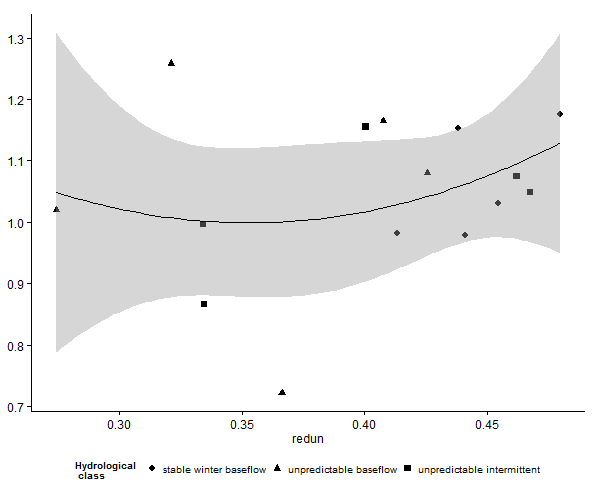 1.3
1.2
1.1
1.0
0.9
0.8
0.7
0.30 0.35 0.40 0.45
redun
Hydrological
class
stable winter baseflow unpredictable baseflow unpredictable intermittent